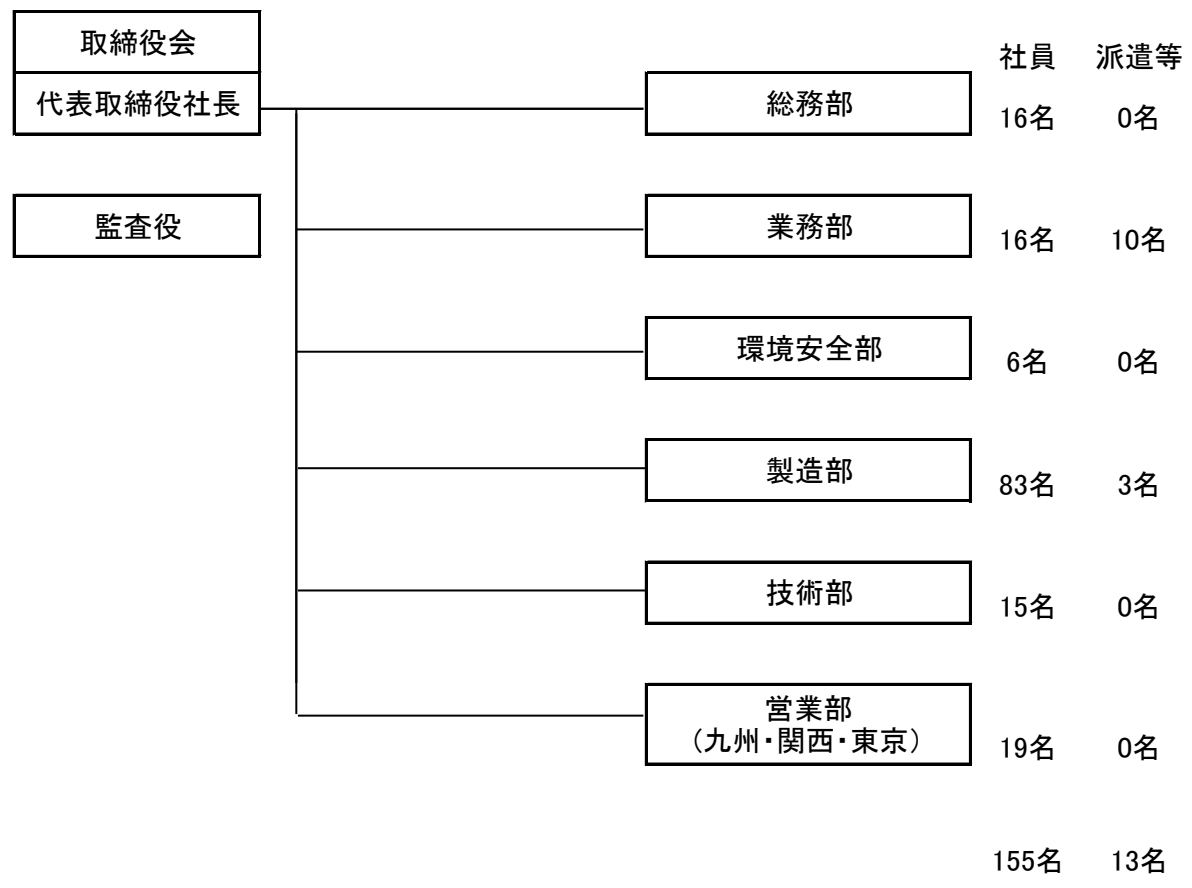 取締役会
代表取締役社長
監査役
社員 派遣等
総務部 16名 0名
業務部 16名 10名
環境安全部 6名 0名
製造部 83名 3名
技術部 15名 0名
営業部
（九州・関西・東京） 19名 0名
155名 13名